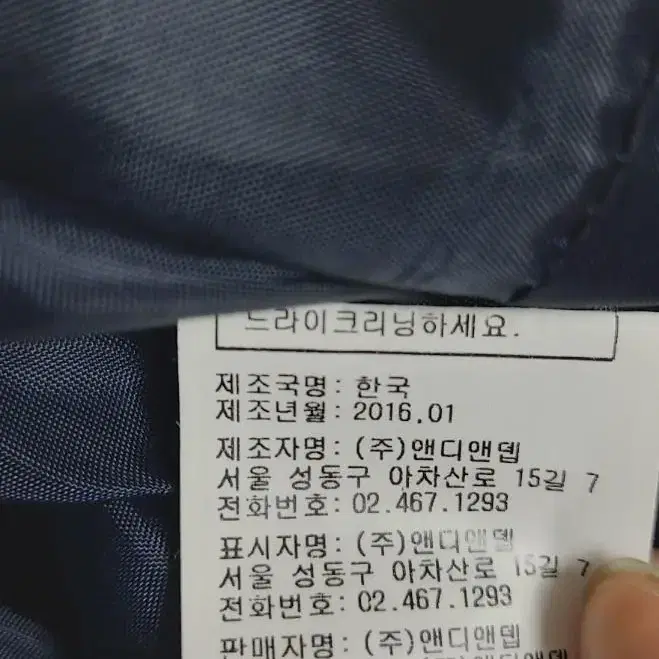 드라이크리닝하세요.
제조국명: 한국
제조년월: 2016.01
제조자명: (주)앤디앤뎁
서울 성동구 아차산로 15길 7
전화번호: 02.467.1293
표시자명: (주)앤디앤뎁
서울 성동구 아차산로 15길 7
전화번호: 02.467.1293
판매자명: (주)앤디앤뎁